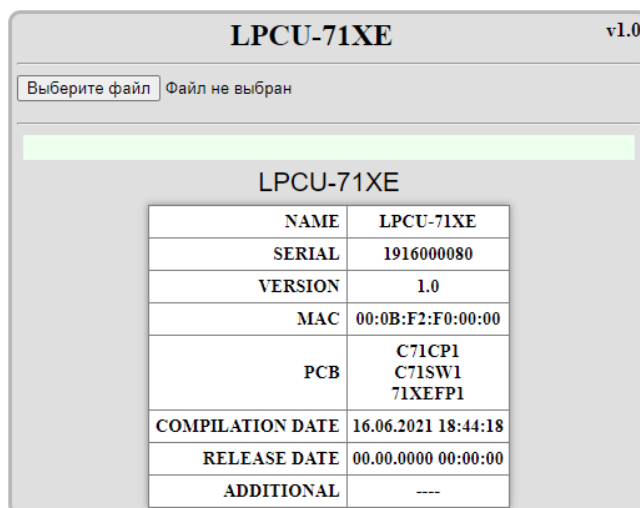 LPCU-71XE
v1.0
Выберите файл Файл не выбран
LPCU-71XE
NAME LPCU-71XE
SERIAL 1916000080
VERSION 1.0
MAC 00:0B:F2:F0:00:00
PCB C71CP1
C71SW1
71XEFP1
COMPILATION DATE 16.06.2021 18:44:18
RELEASE DATE 00.00.0000 00:00:00
ADDITIONAL ----